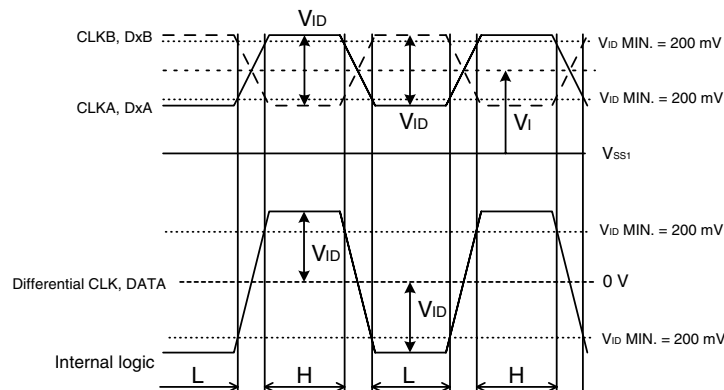 CLKB, DxB
VID
VID MIN. = 200 mV
CLKA, DxA
VID MIN. = 200 mV
VID
VI
VSS1
VID
VID MIN. = 200 mV
Differential CLK, DATA
0 V
VID
VID MIN. = 200 mV
Internal logic
L H L H